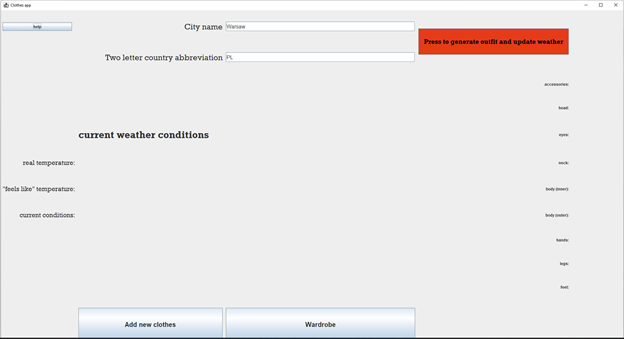 Clothes app
help
City name
Warsaw
Press to generate outfit and update weather
Two letter country abbreviation
PL
accessories:
head:
current weather conditions
eyes:
real temperature:
neck:
"feels like" temperature:
body (inner):
current conditions:
body (outer):
hands:
legs:
feet:
Add new clothes
Wardrobe